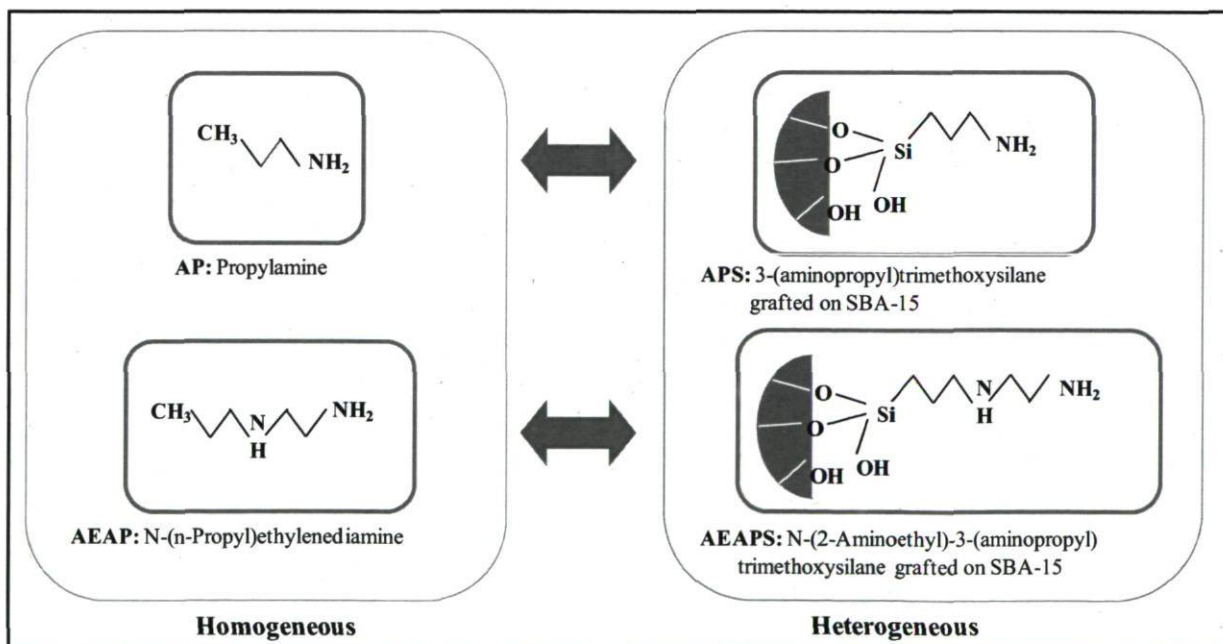 CH₃
NH₂
AP: Propylamine
O
O
Si
NH₂
OH
OH
APS: 3-(aminopropyl)trimethoxysilane
grafted on SBA-15
CH₃
N
H
NH₂
AEAP: N-(n-Propyl)ethylenediamine
O
O
Si
N
H
NH₂
OH
OH
AEAPS: N-(2-Aminoethyl)-3-(aminopropyl)
trimethoxysilane grafted on SBA-15
Homogeneous
Heterogeneous